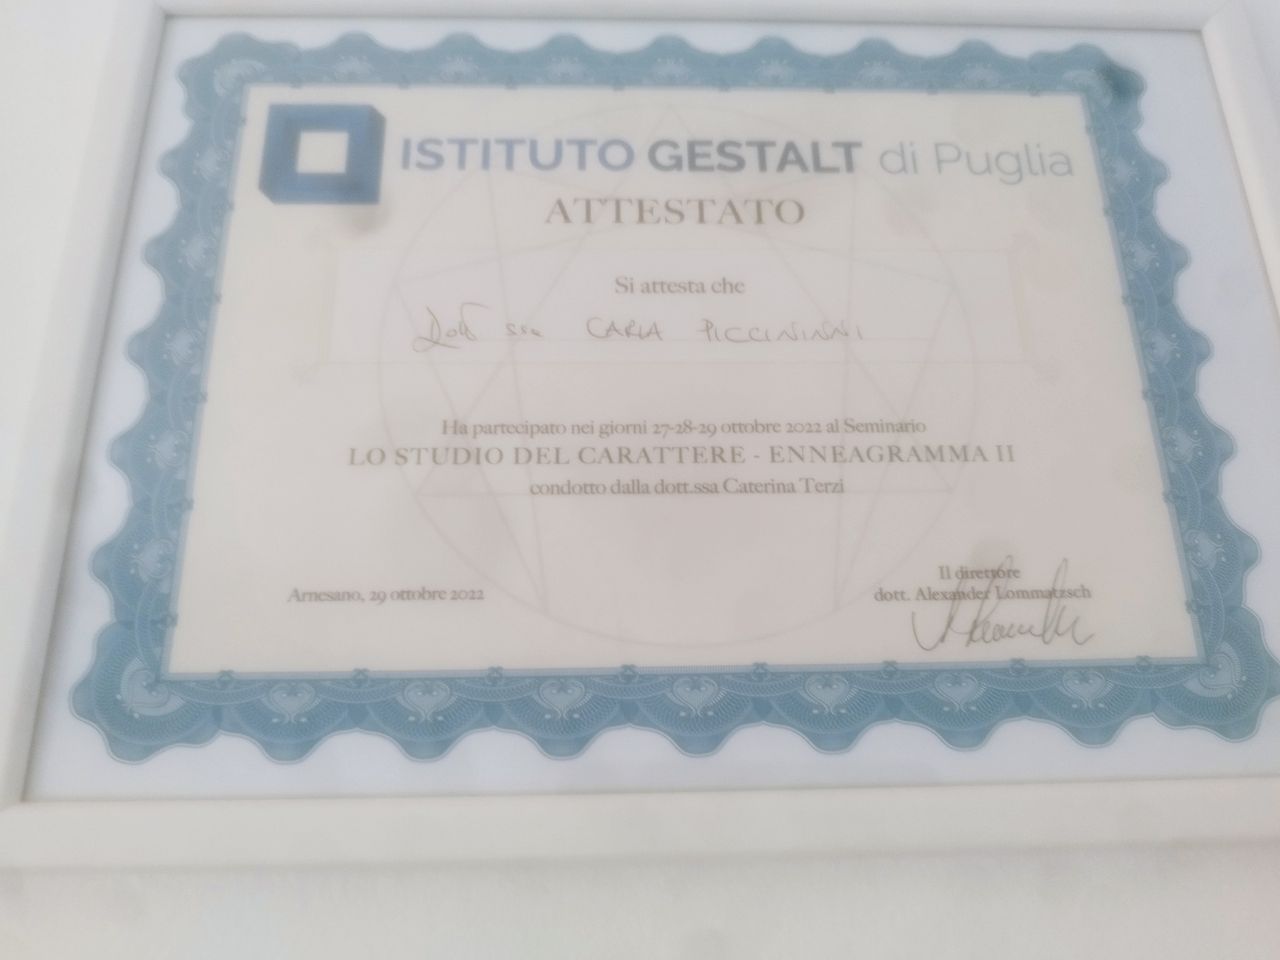 ISTITUTO GESTALT di Puglia
ATTESTATO
Si attesta che
Dott ssa CARLA PICCININNI
Ha partecipato nei giorni 27-28-29 ottobre 2022 al Seminario
LO STUDIO DEL CARATTERE - ENNEAGRAMMA II
condotto dalla dott.ssa Caterina Terzi
Arnesano, 29 ottobre 2022
Il direttore
dott. Alexander Lommatzsch